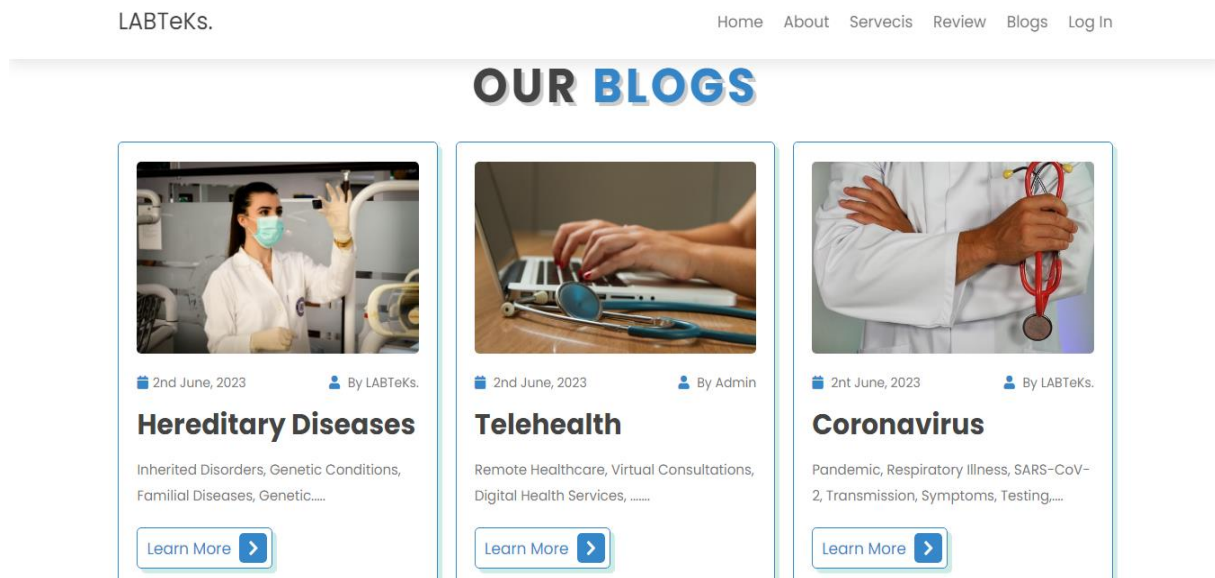 LABTeKs.
Home About Servecis Review Blogs Log In
OUR BLOGS
2nd June, 2023 By LABTeKs.
Hereditary Diseases
Inherited Disorders, Genetic Conditions,
Familial Diseases, Genetic.....
Learn More
2nd June, 2023 By Admin
Telehealth
Remote Healthcare, Virtual Consultations,
Digital Health Services, .......
Learn More
2nt June, 2023 By LABTeKs.
Coronavirus
Pandemic, Respiratory Illness, SARS-CoV-
2, Transmission, Symptoms, Testing,....
Learn More